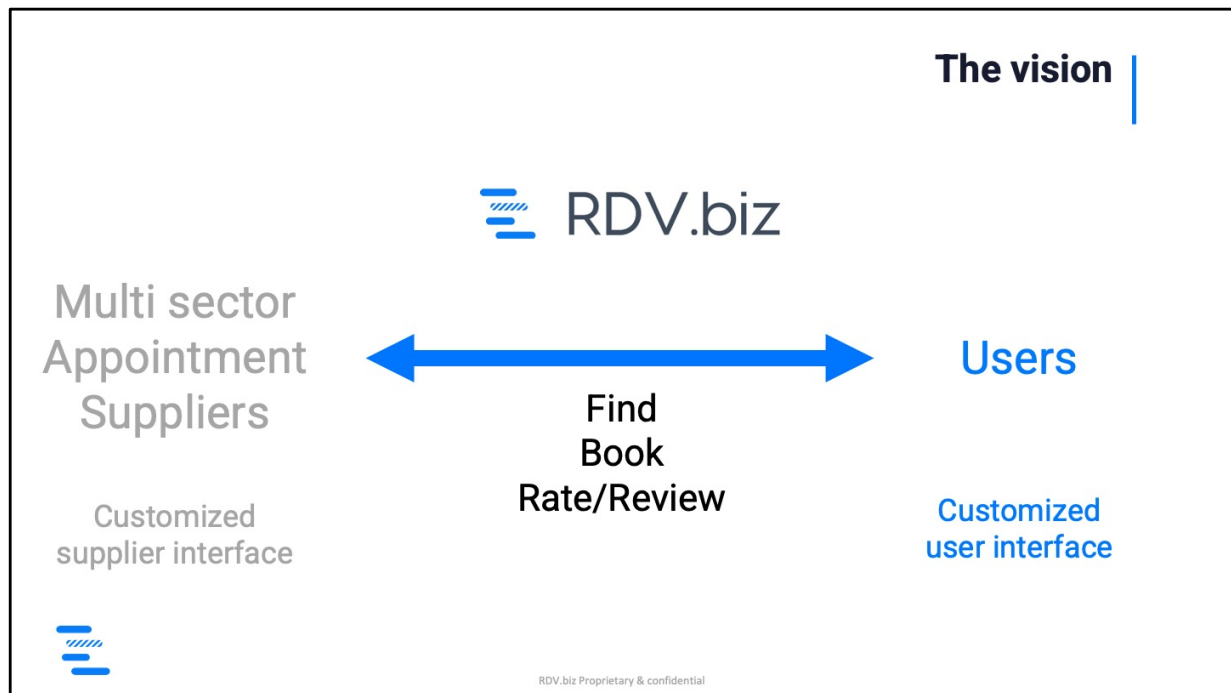 The vision
RDV.biz
Multi sector
Appointment
Suppliers
Find
Book
Rate/Review
Users
Customized
supplier interface
Customized
user interface
RDV.biz Proprietary & confidential